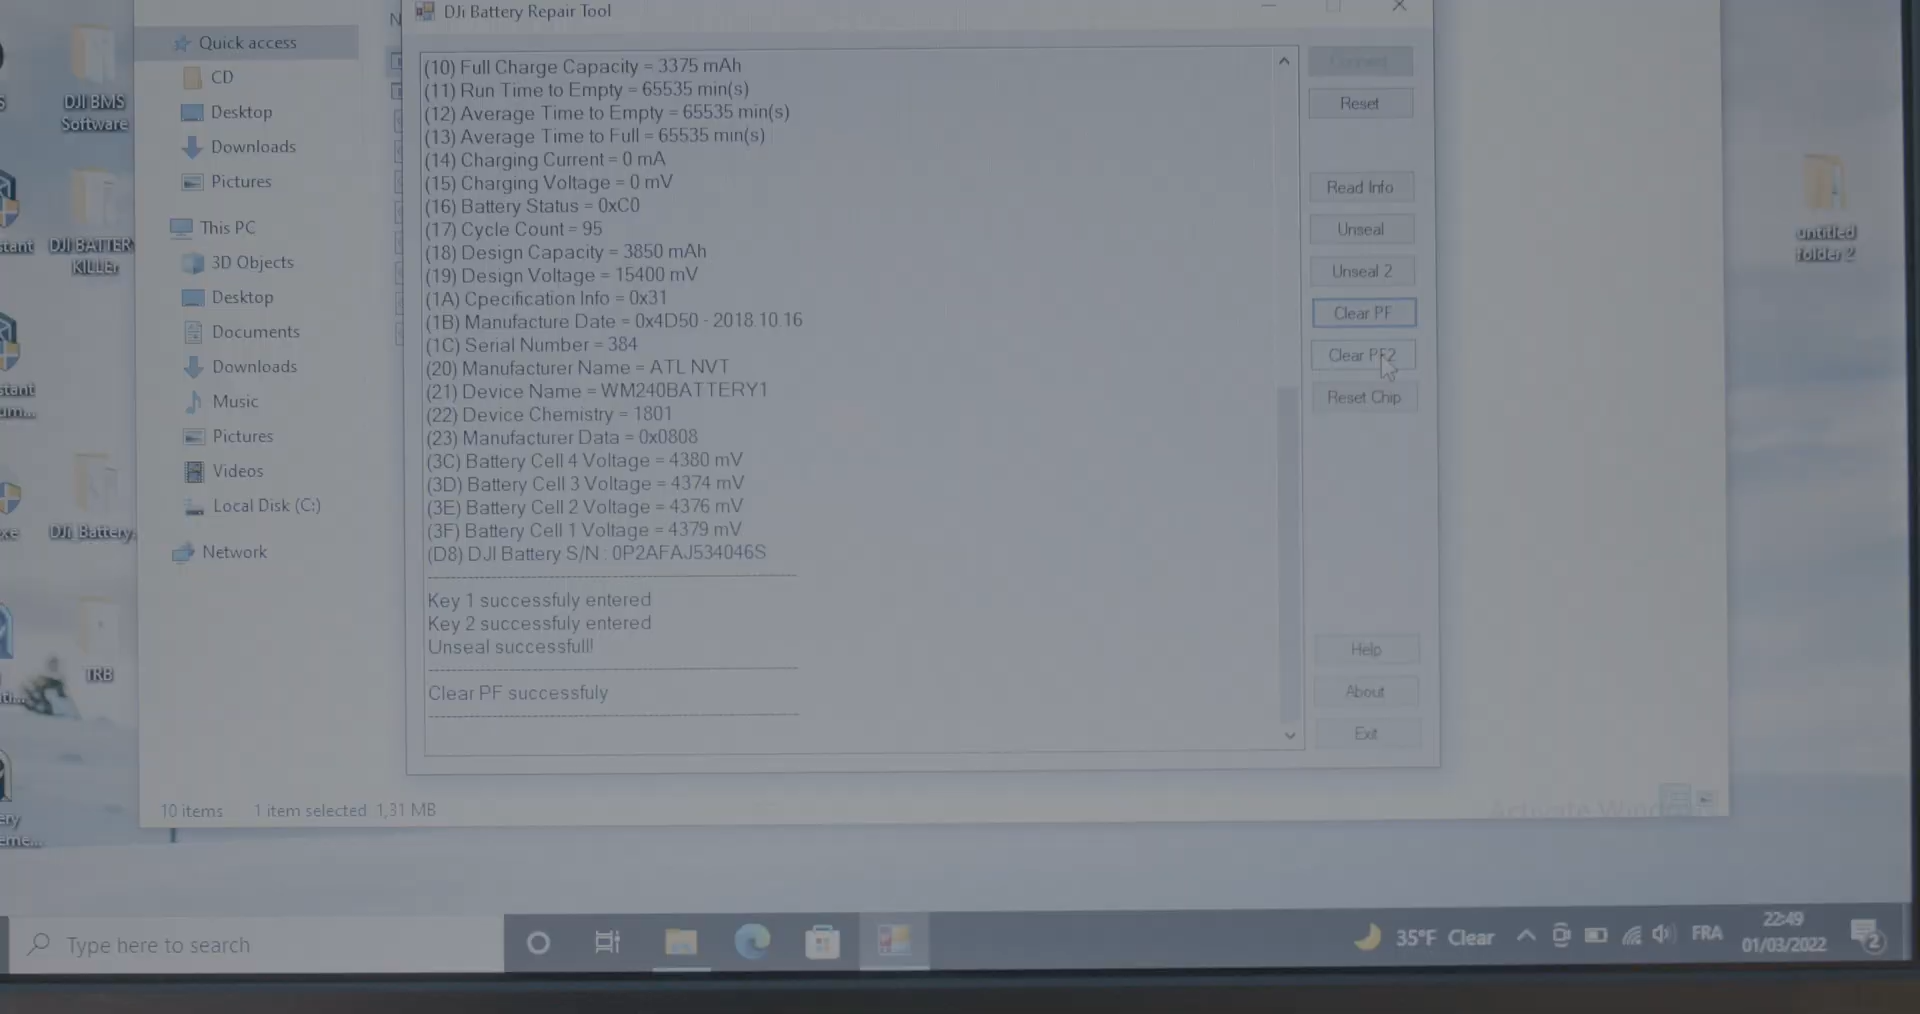 DJi Battery Repair Tool
(10) Full Charge Capacity = 3375 mAh
(11) Run Time to Empty = 65535 min(s)
(12) Average Time to Empty = 65535 min(s)
(13) Average Time to Full = 65535 min(s)
(14) Charging Current = 0 mA
(15) Charging Voltage = 0 mV
(16) Battery Status = 0xC0
(17) Cycle Count = 95
(18) Design Capacity = 3850 mAh
(19) Design Voltage = 15400 mV
(1A) Cpecification Info = 0x31
(1B) Manufacture Date = 0x4D50 - 2018.10.16
(1C) Serial Number = 384
(20) Manufacturer Name = ATL NVT
(21) Device Name = WM240BATTERY1
(22) Device Chemistry = 1801
(23) Manufacturer Data = 0x0808
(3C) Battery Cell 4 Voltage = 4380 mV
(3D) Battery Cell 3 Voltage = 4374 mV
(3E) Battery Cell 2 Voltage = 4376 mV
(3F) Battery Cell 1 Voltage = 4379 mV
(D8) DJI Battery S/N : 0P2AFAJ534046S
Key 1 successfuly entered
Key 2 successfuly entered
Unseal successfull!
Clear PF successfuly
Connect
Reset
Read Info
Unseal
Unseal 2
Clear PF
Clear PF2
Reset Chip
Help
About
Exit
Quick access
CD
Desktop
Downloads
Pictures
This PC
3D Objects
Desktop
Documents
Downloads
Music
Pictures
Videos
Local Disk (C:)
Network
N
10 items
1 item selected 1,31 MB
DJI BMS
Software
DJI BATTER
KILLEr
DJI Battery
TRB
stant
stant
um...
untitled
folder 2
Activate Windows
Type here to search
35°F Clear
FRA
22:49
01/03/2022
2